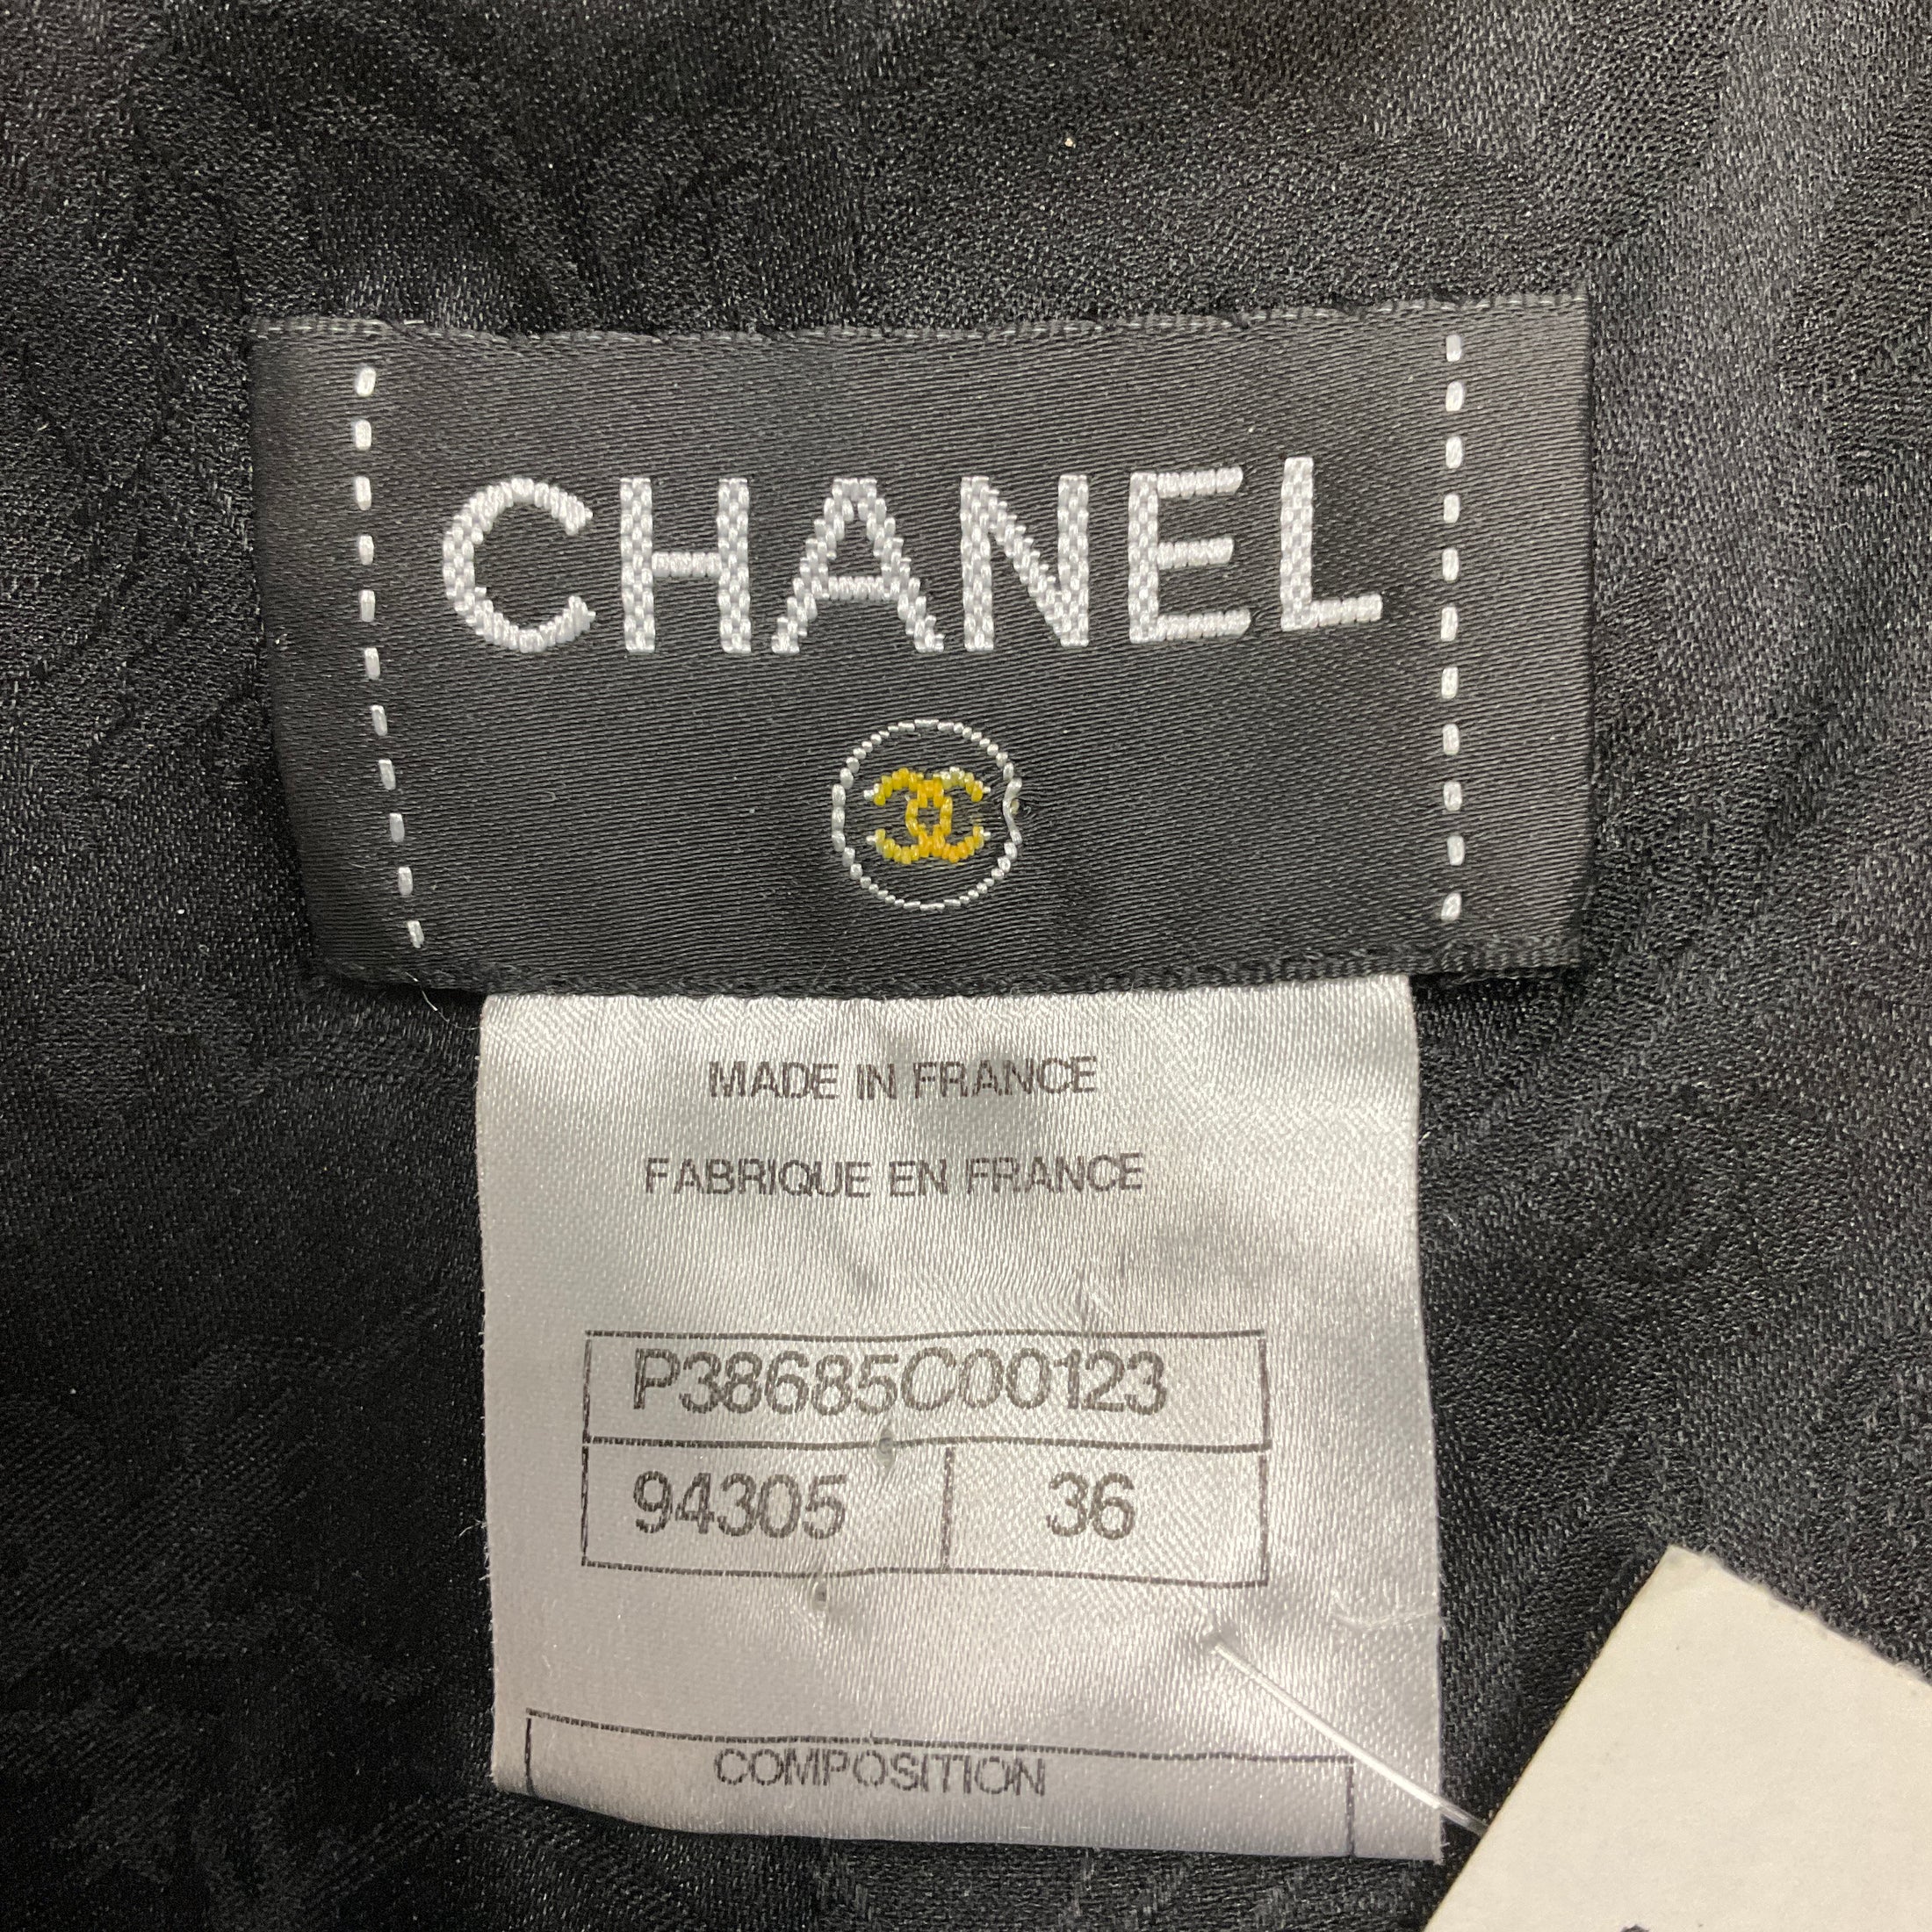 CHANEL
MADE IN FRANCE
FABRIQUE EN FRANCE
P38685C00123
94305 36
COMPOSITION